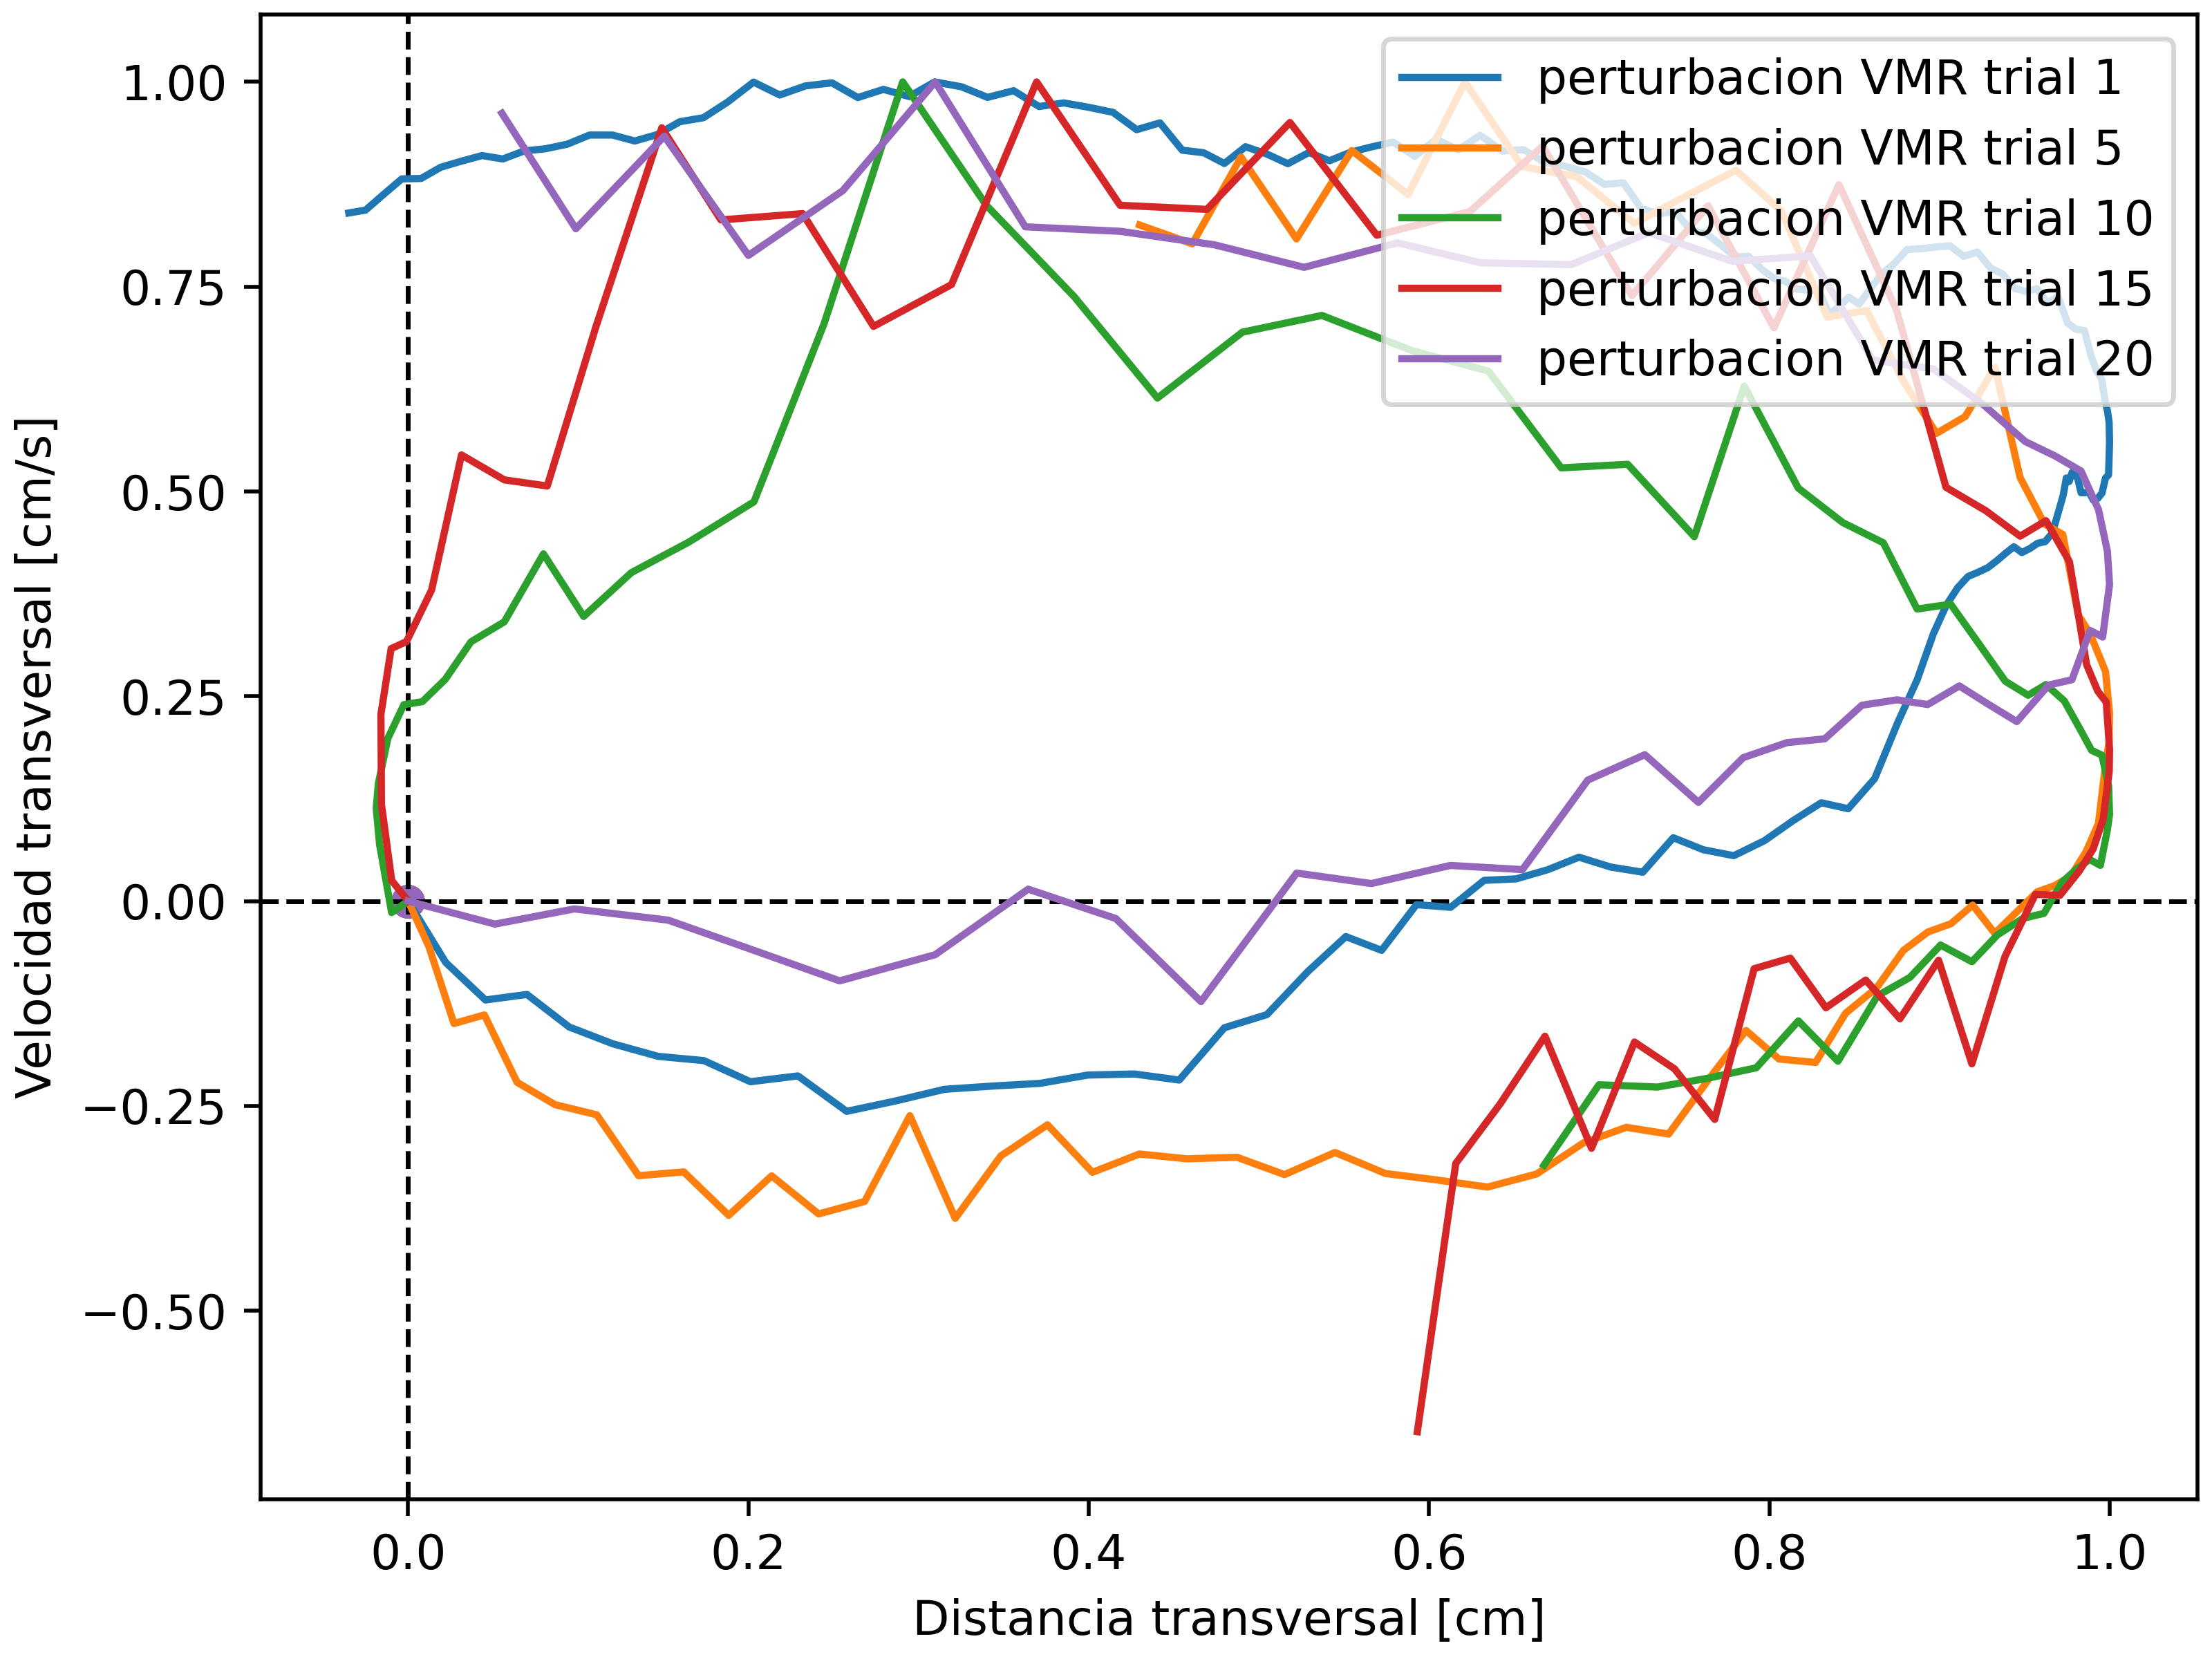 perturbacion VMR trial 1
perturbacion VMR trial 5
perturbacion VMR trial 10
perturbacion VMR trial 15
perturbacion VMR trial 20
Velocidad transversal [cm/s]
1.00
0.75
0.50
0.25
0.00
−0.25
−0.50
0.0 0.2 0.4 0.6 0.8 1.0
Distancia transversal [cm]